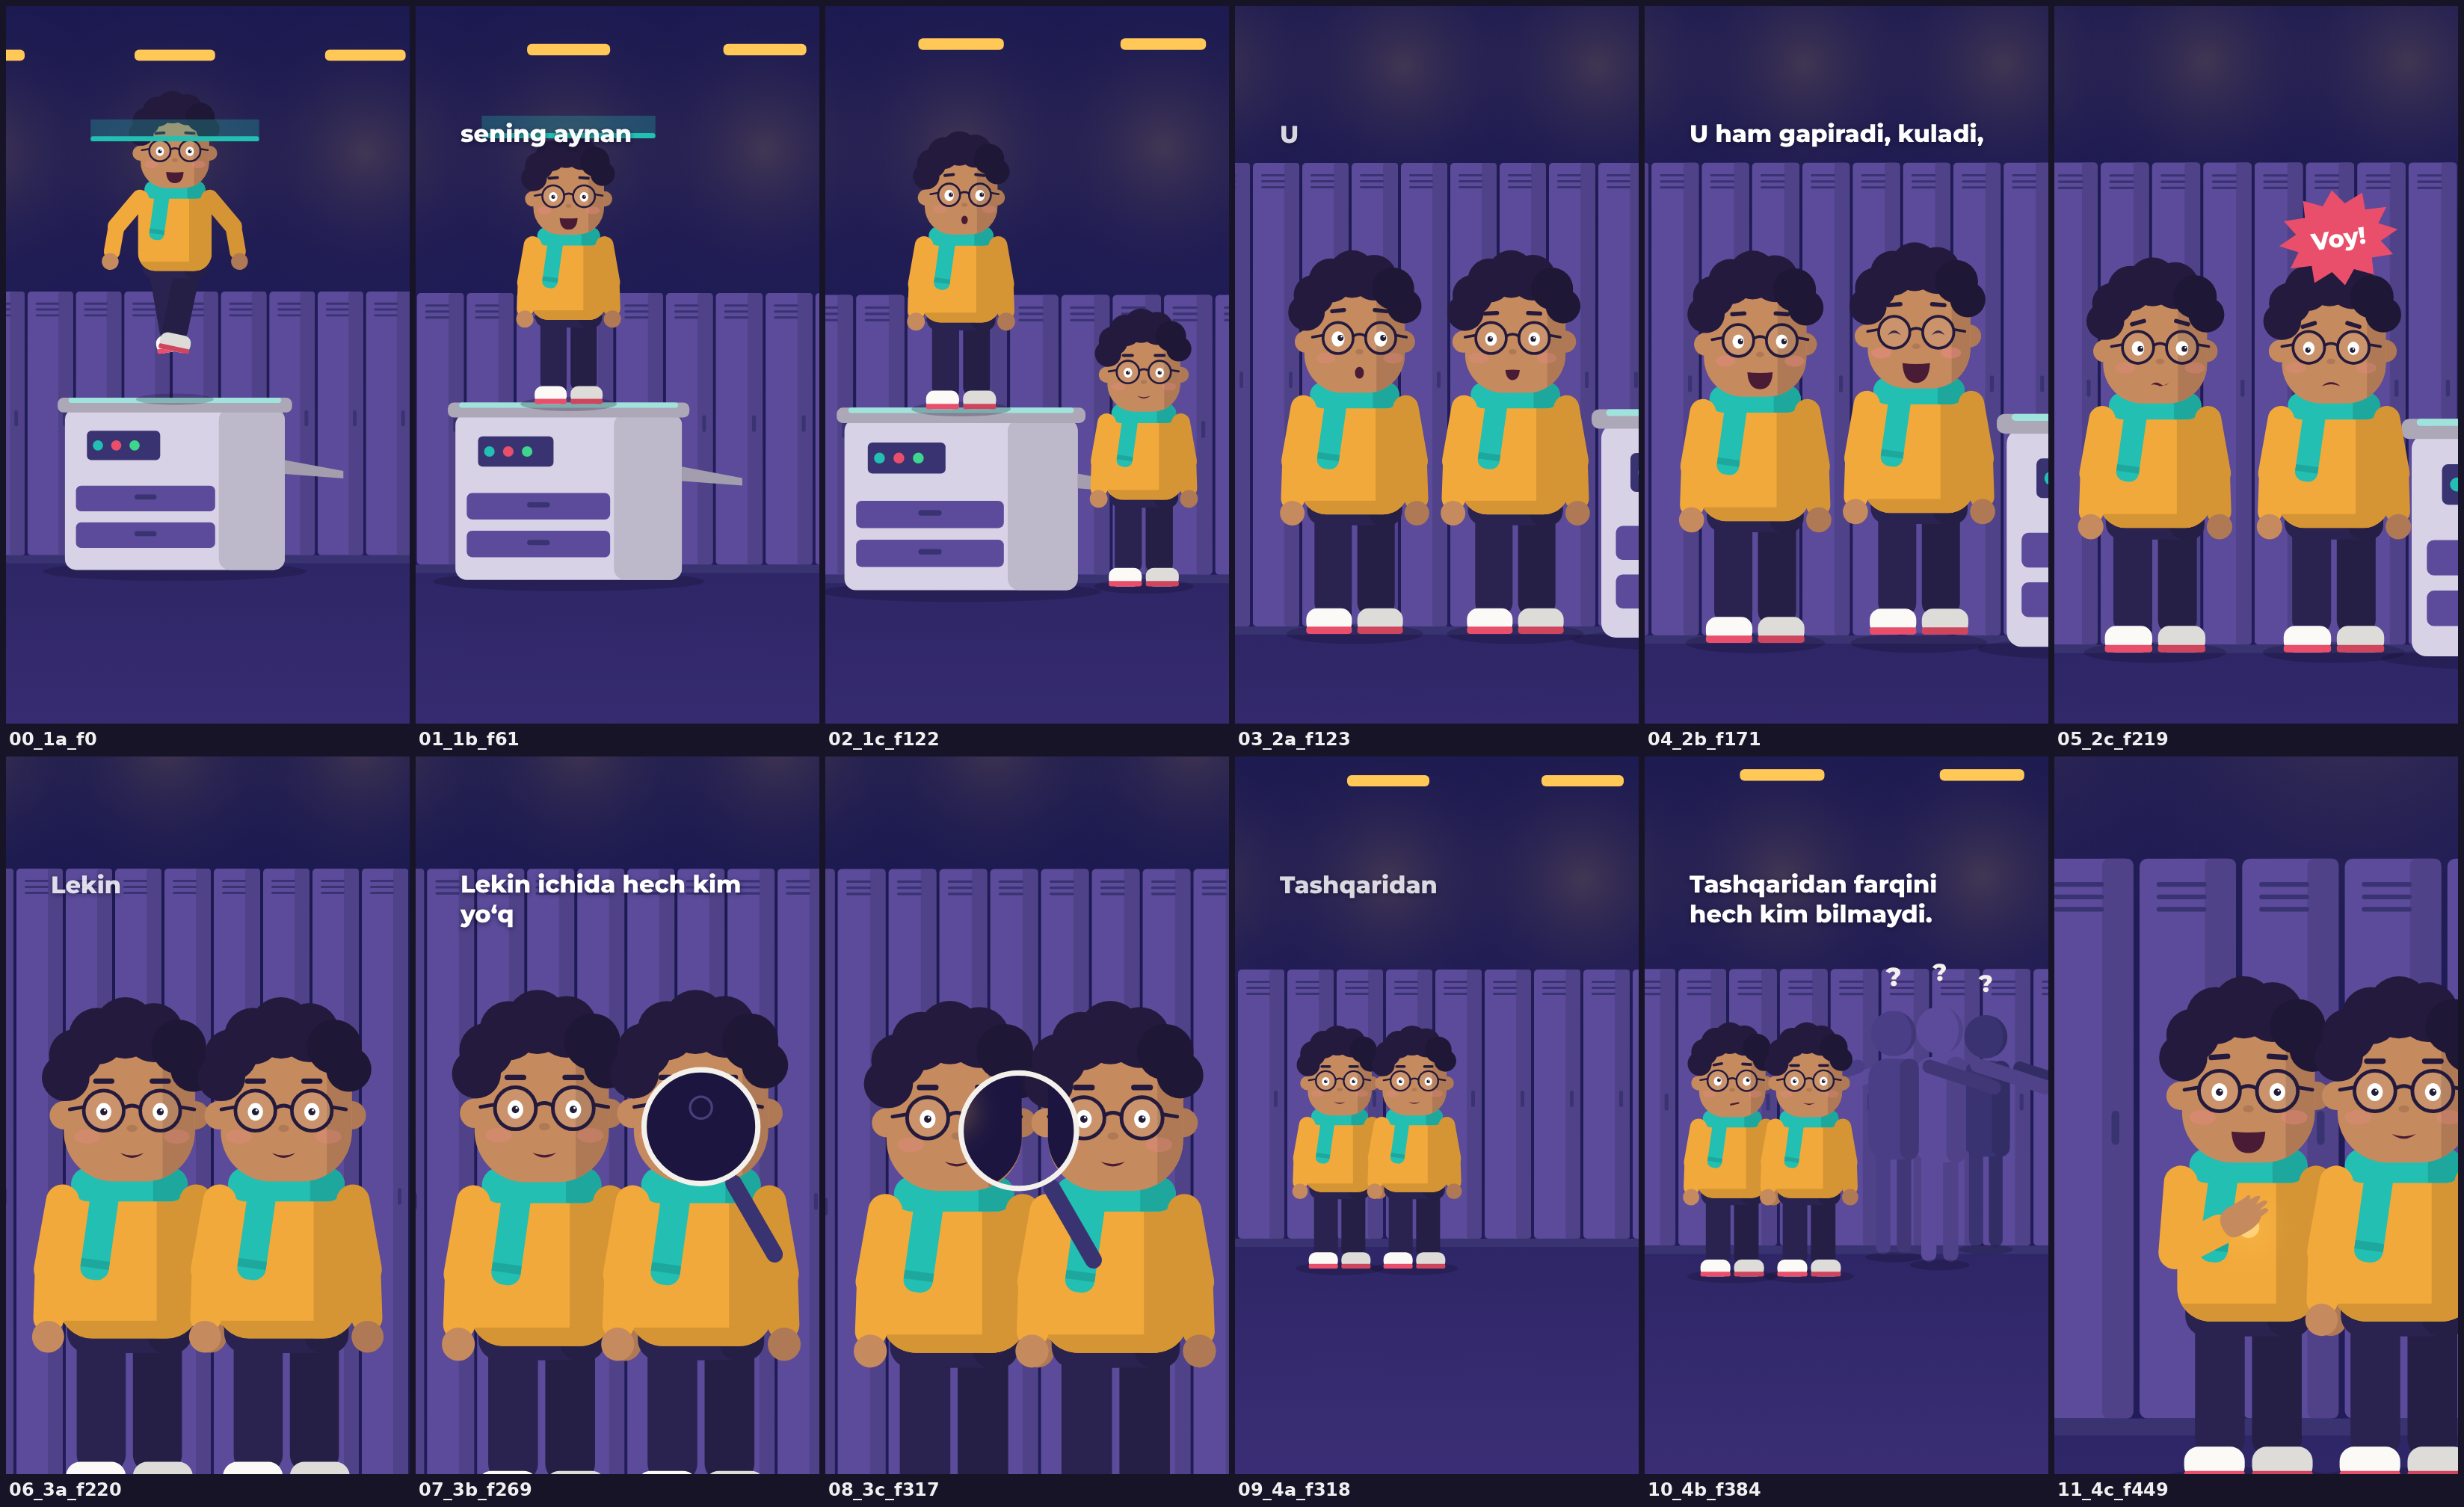 00_1a_f0
sening aynan
01_1b_f61
02_1c_f122
U
03_2a_f123
U ham gapiradi, kuladi,
04_2b_f171
Voy!
05_2c_f219
Lekin
06_3a_f220
Lekin ichida hech kim
yo‘q
07_3b_f269
08_3c_f317
Tashqaridan
09_4a_f318
Tashqaridan farqini
hech kim bilmaydi.
? ? ?
10_4b_f384
11_4c_f449